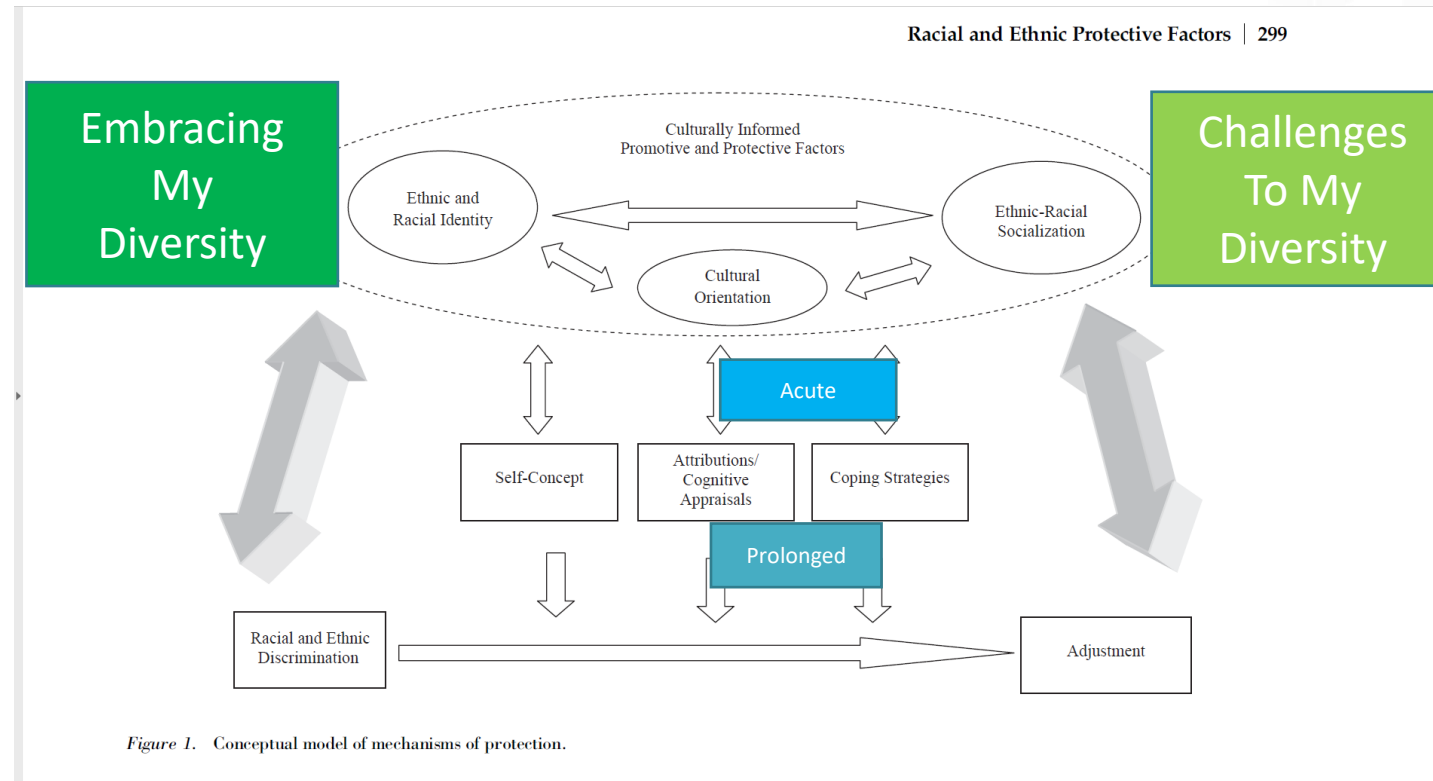 Racial and Ethnic Protective Factors | 299
Embracing
My
Diversity
Culturally Informed
Promotive and Protective Factors
Challenges
To My
Diversity
Ethnic and
Racial Identity
Ethnic-Racial
Socialization
Cultural
Orientation
Acute
Self-Concept
Attributions/
Cognitive
Appraisals
Coping Strategies
Prolonged
Racial and Ethnic
Discrimination
Adjustment
Figure 1. Conceptual model of mechanisms of protection.